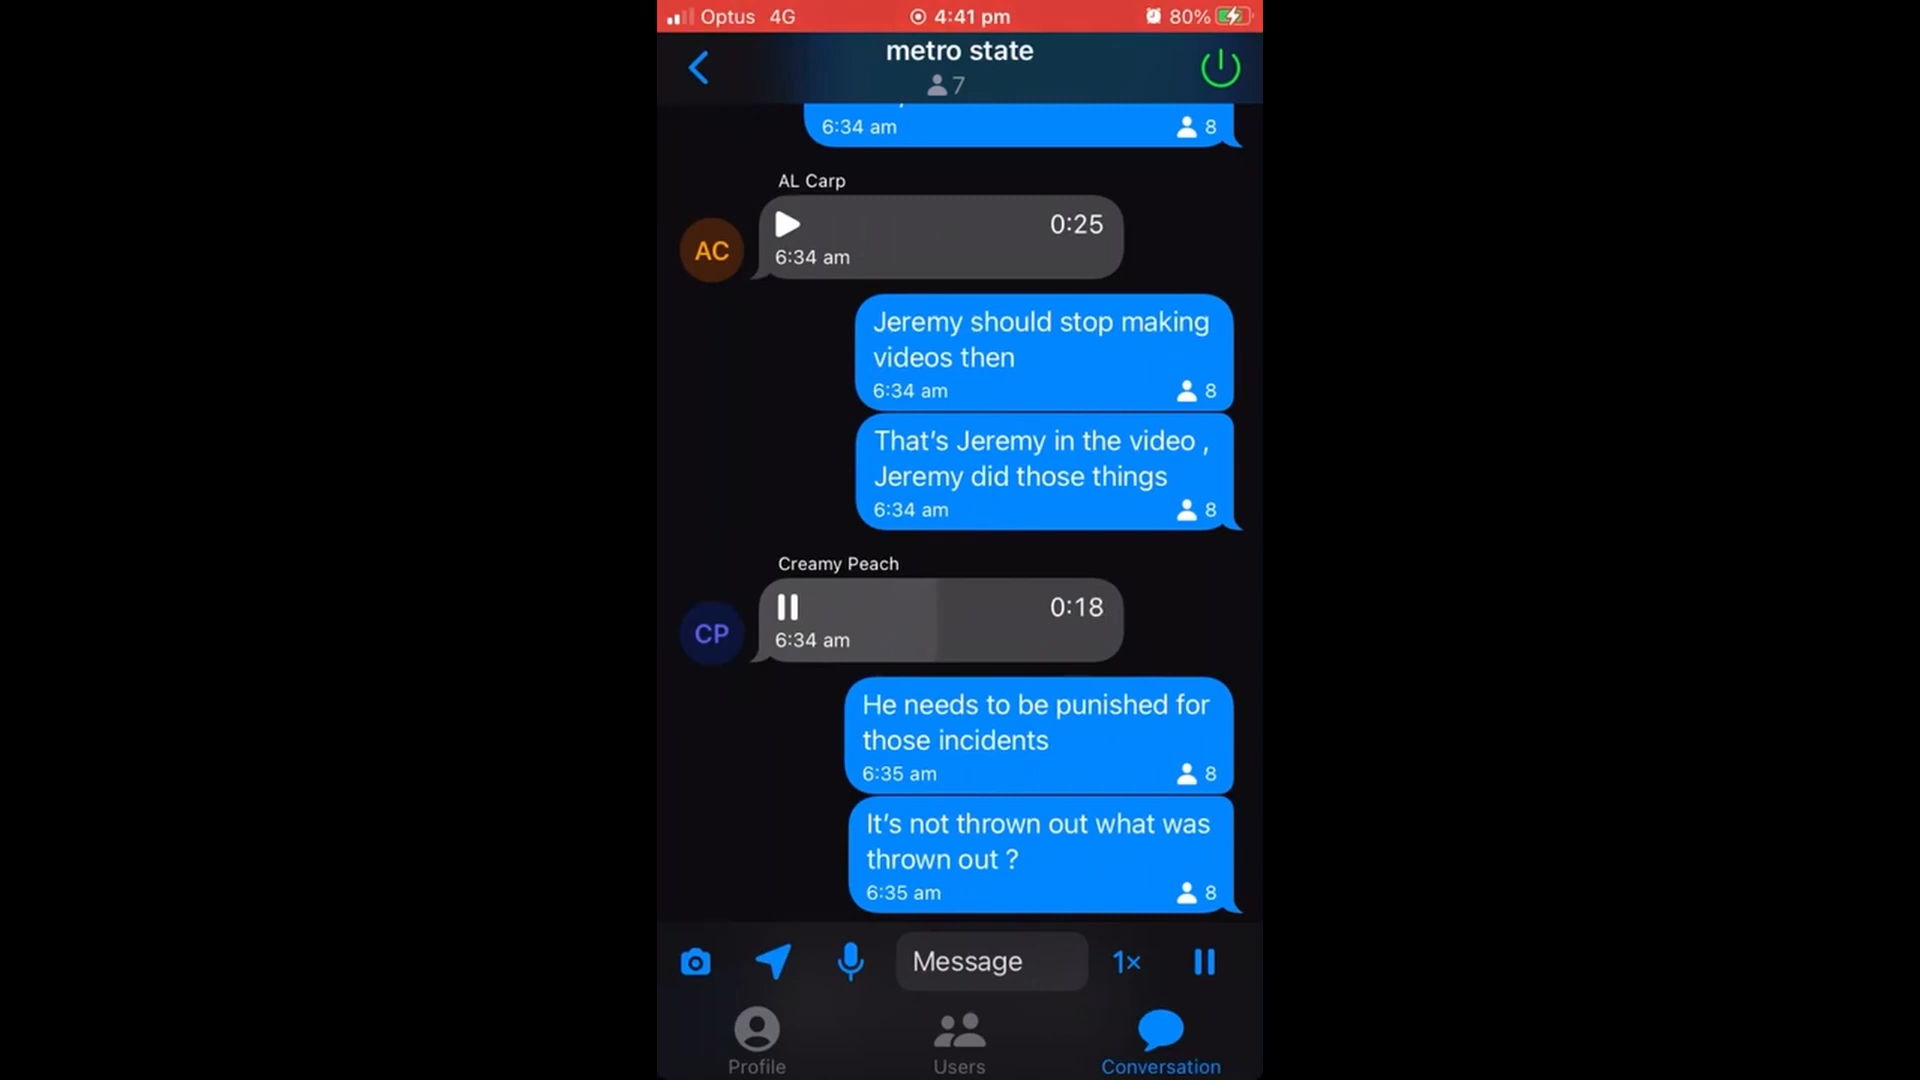 Optus 4G 4:41 pm 80%
metro state
7
6:34 am 8
AL Carp
AC
0:25
6:34 am
Jeremy should stop making
videos then
6:34 am 8
That’s Jeremy in the video ,
Jeremy did those things
6:34 am 8
Creamy Peach
0:18
CP
6:34 am
He needs to be punished for
those incidents
6:35 am 8
It’s not thrown out what was
thrown out ?
6:35 am 8
Message 1×
Profile Users Conversation